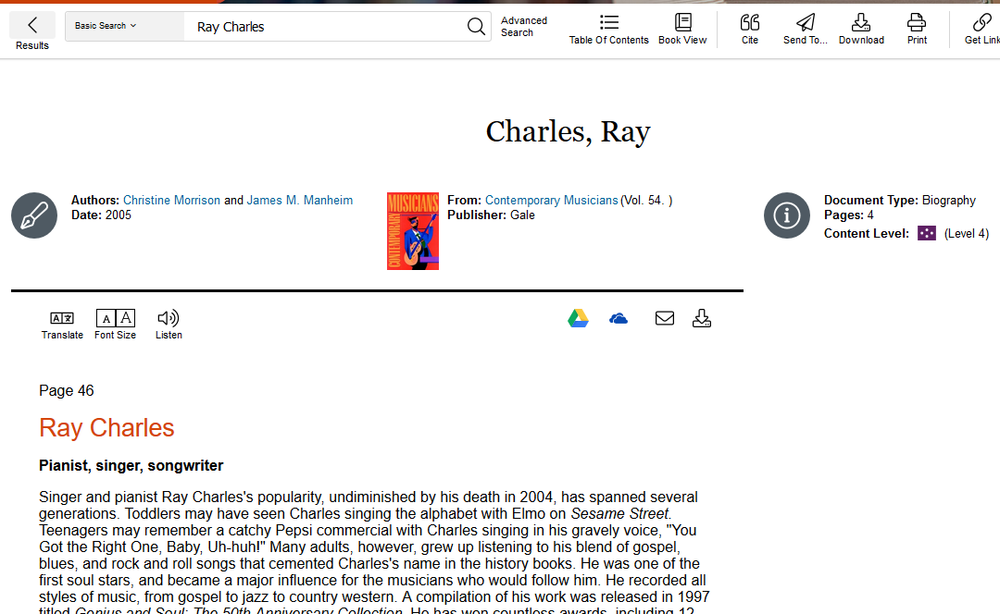 Results
Basic Search
Ray Charles
Advanced
Search
Table Of Contents
Book View
Cite
Send To...
Download
Print
Get Link
Charles, Ray
Authors: Christine Morrison and James M. Manheim
Date: 2005
MUSICIANS
CONTEMPORARY
From: Contemporary Musicians (Vol. 54. )
Publisher: Gale
Document Type: Biography
Pages: 4
Content Level: (Level 4)
Translate
A A
Font Size
Listen
Page 46
Ray Charles
Pianist, singer, songwriter
Singer and pianist Ray Charles's popularity, undiminished by his death in 2004, has spanned several
generations. Toddlers may have seen Charles singing the alphabet with Elmo on Sesame Street.
Teenagers may remember a catchy Pepsi commercial with Charles singing in his gravely voice, "You
Got the Right One, Baby, Uh-huh!" Many adults, however, grew up listening to his blend of gospel,
blues, and rock and roll songs that cemented Charles's name in the history books. He was one of the
first soul stars, and became a major influence for the musicians who would follow him. He recorded all
styles of music, from gospel to jazz to country western. A compilation of his work was released in 1997
titled Genius and Soul: The 50th Anniversary Collection. He has won countless awards, including 12